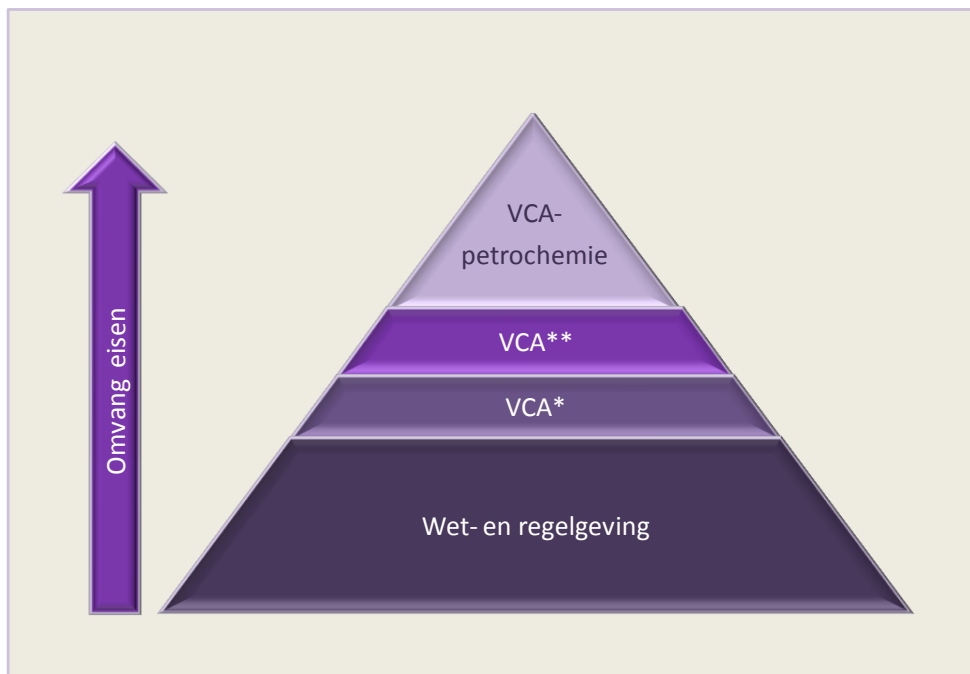 VCA-
petrochemie
VCA**
VCA*
Wet- en regelgeving
Omvang eisen